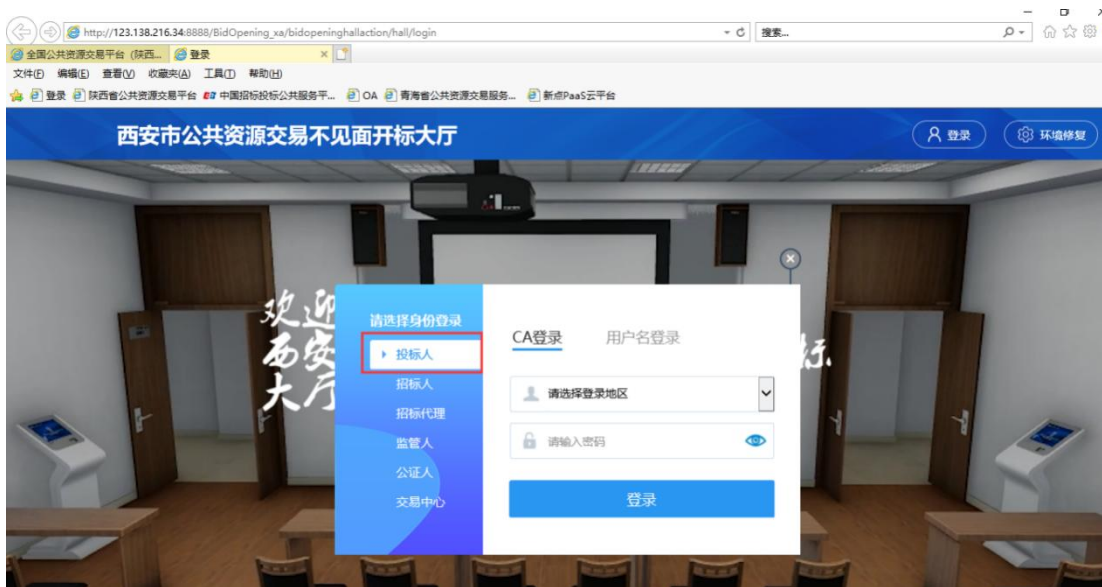 http://123.138.216.34:8888/BidOpening_xa/bidopeninghallaction/hall/login
搜索...
全国公共资源交易平台 (陕西...
登录
文件(F) 编辑(E) 查看(V) 收藏夹(A) 工具(T) 帮助(H)
登录 陕西省公共资源交易平台 中国招标投标公共服务平... OA 青海省公共资源交易服务... 新点PaaS云平台
西安市公共资源交易不见面开标大厅
登录
环境修复
欢迎
西安
大厅
标
请选择身份登录
投标人
招标人
招标代理
监管人
公证人
交易中心
CA登录 用户名登录
请选择登录地区
请输入密码
登录